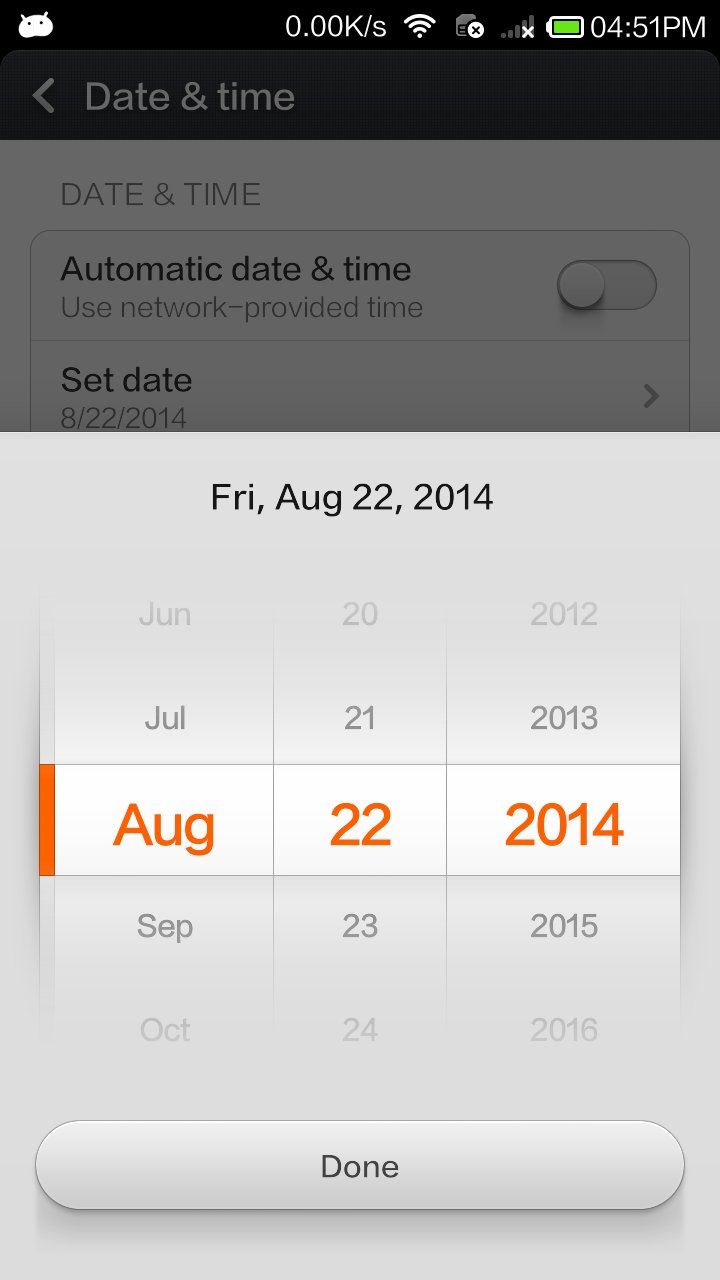 0.00K/s 04:51PM
Date & time
DATE & TIME
Automatic date & time
Use network-provided time
Set date
8/22/2014
Fri, Aug 22, 2014
Jun 20 2012
Jul 21 2013
Aug 22 2014
Sep 23 2015
Oct 24 2016
Done